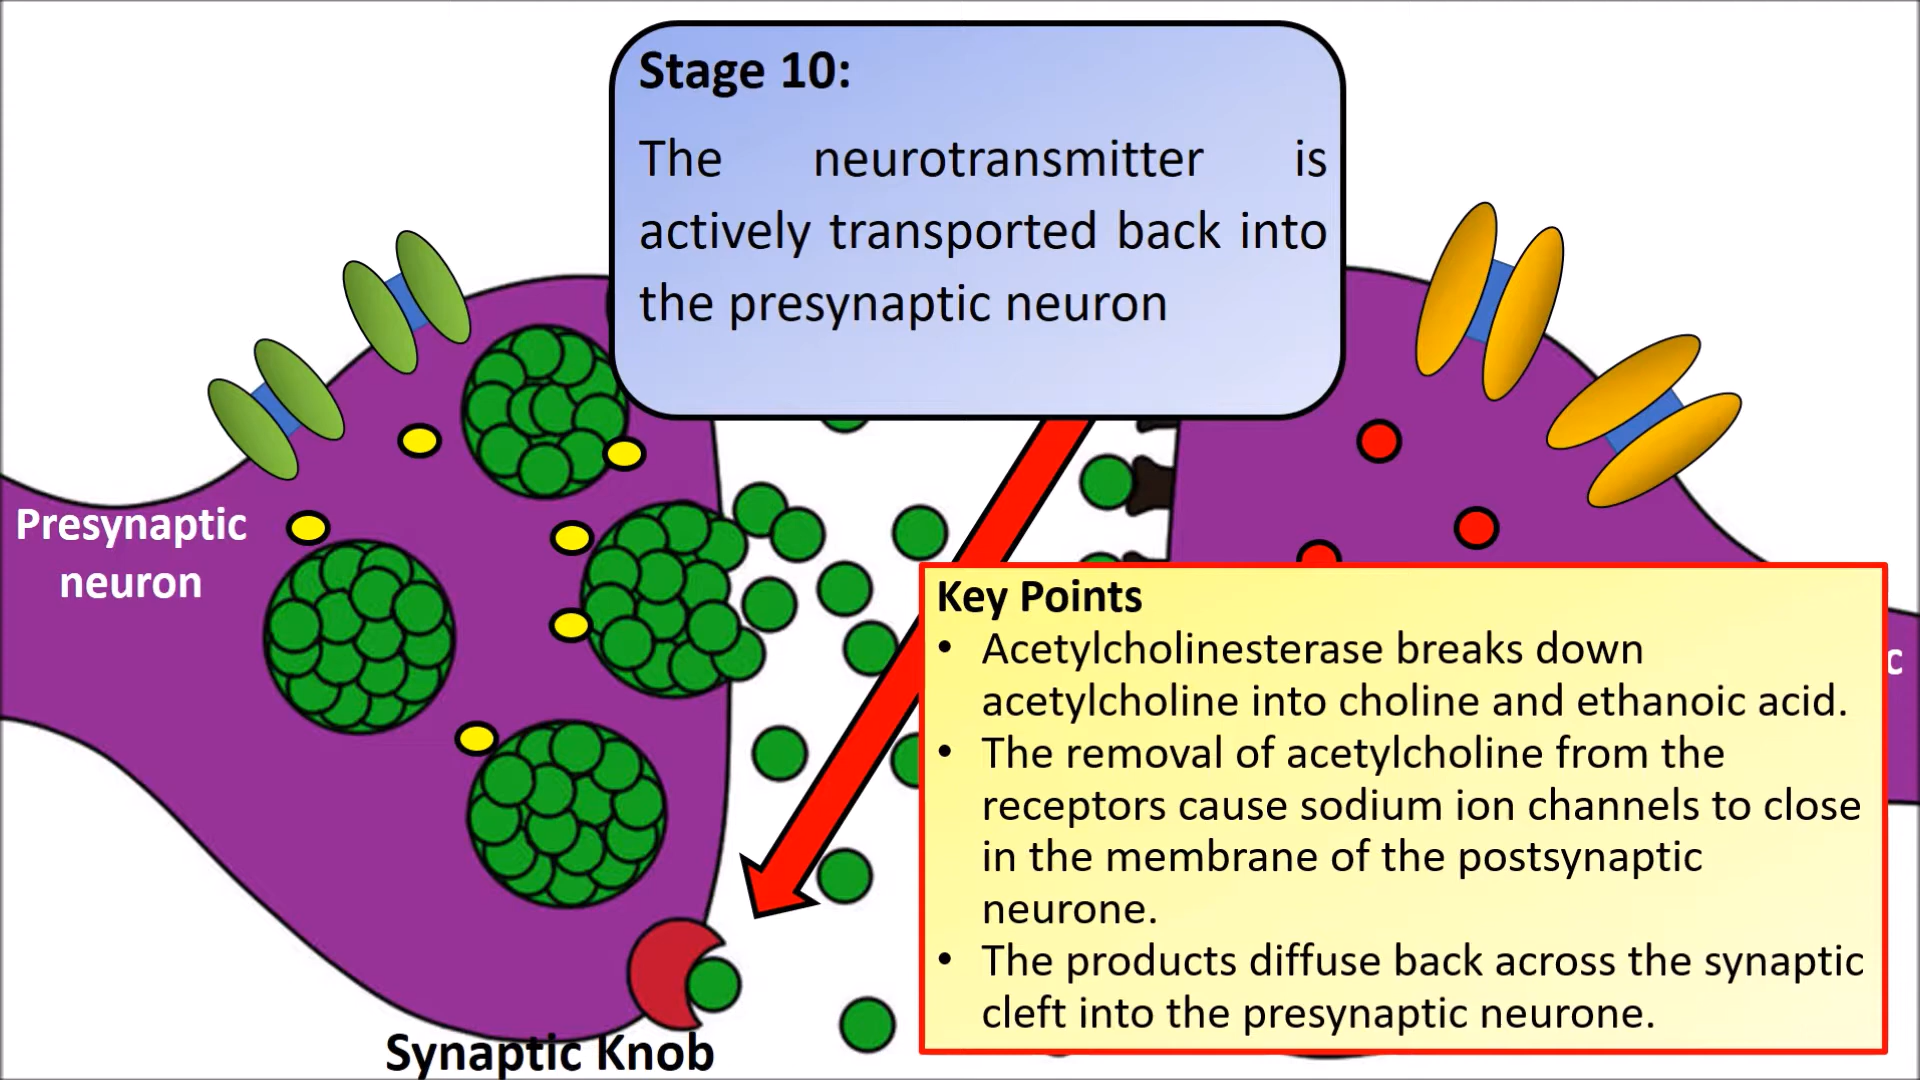 Stage 10:
The neurotransmitter is
actively transported back into
the presynaptic neuron
Presynaptic
neuron
Key Points
• Acetylcholinesterase breaks down
acetylcholine into choline and ethanoic acid.
• The removal of acetylcholine from the
receptors cause sodium ion channels to close
in the membrane of the postsynaptic
neurone.
• The products diffuse back across the synaptic
cleft into the presynaptic neurone.
c
Synaptic Knob